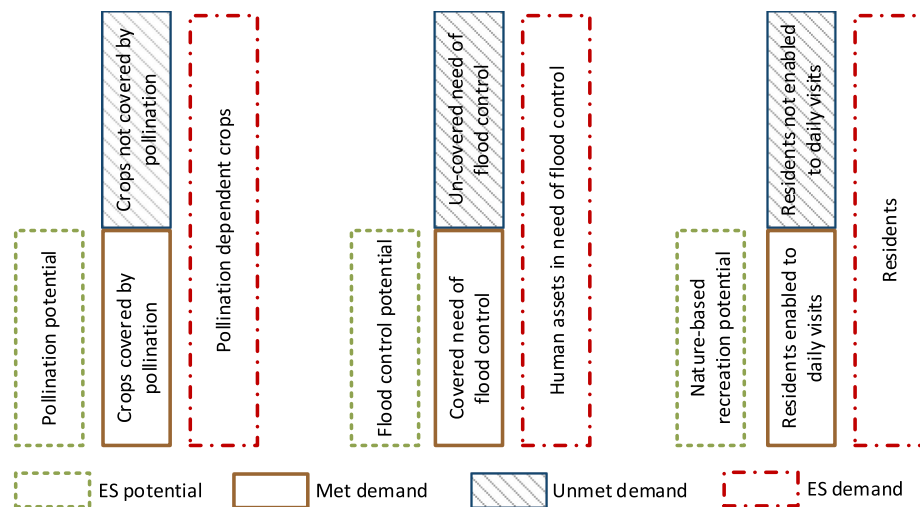 Pollination potential
Crops not covered by
pollination
Crops covered by
pollination
Pollination dependent crops
Flood control potential
Un-covered need of
flood control
Covered need of
flood control
Human assets in need of flood control
Nature-based
recreation potential
Residents not enabled
to daily visits
Residents enabled to
daily visits
Residents
ES potential
Met demand
Unmet demand
ES demand